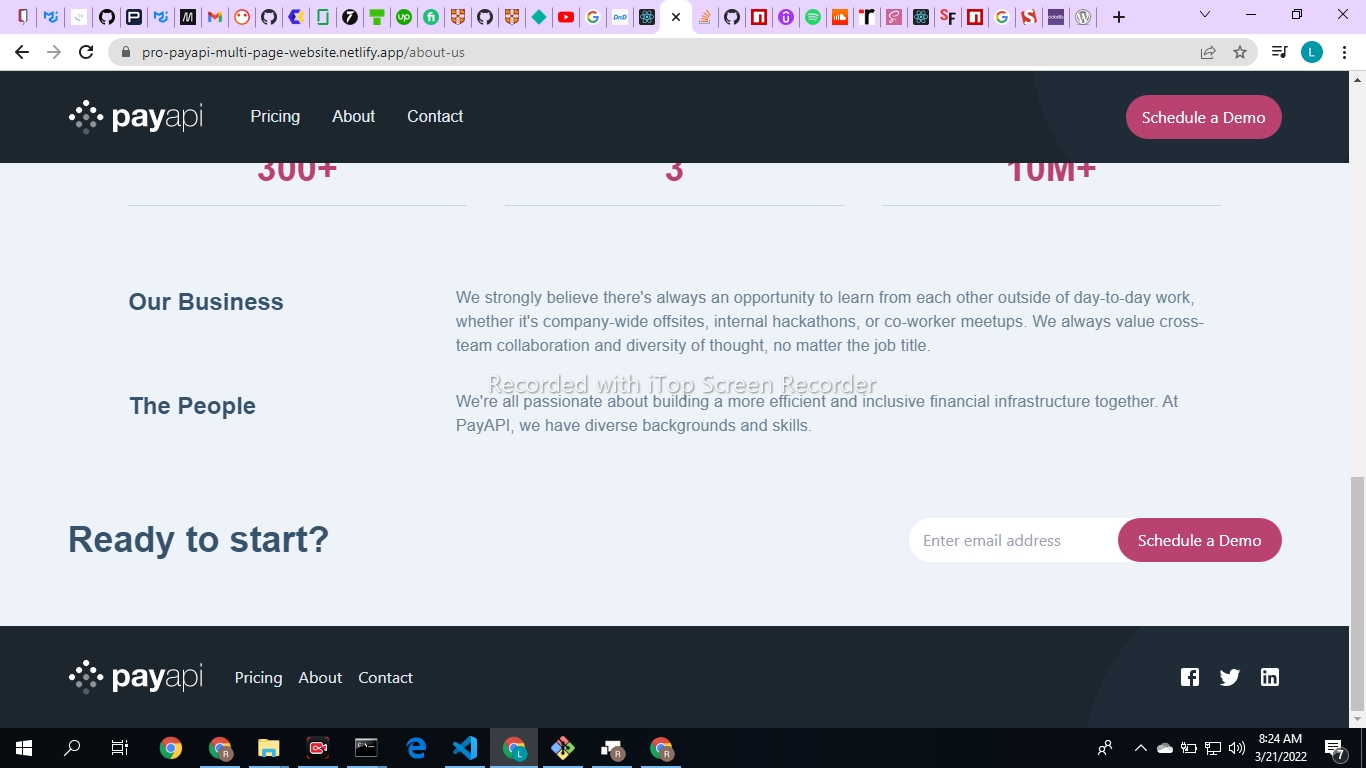 pro-payapi-multi-page-website.netlify.app/about-us
L
payapi
Pricing
About
Contact
Schedule a Demo
300+
3
10M+
Our Business
We strongly believe there's always an opportunity to learn from each other outside of day-to-day work,
whether it's company-wide offsites, internal hackathons, or co-worker meetups. We always value cross-
team collaboration and diversity of thought, no matter the job title.
Recorded with iTop Screen Recorder
The People
We're all passionate about building a more efficient and inclusive financial infrastructure together. At
PayAPI, we have diverse backgrounds and skills.
Ready to start?
Enter email address
Schedule a Demo
payapi
Pricing
About
Contact
8:24 AM
3/21/2022
7